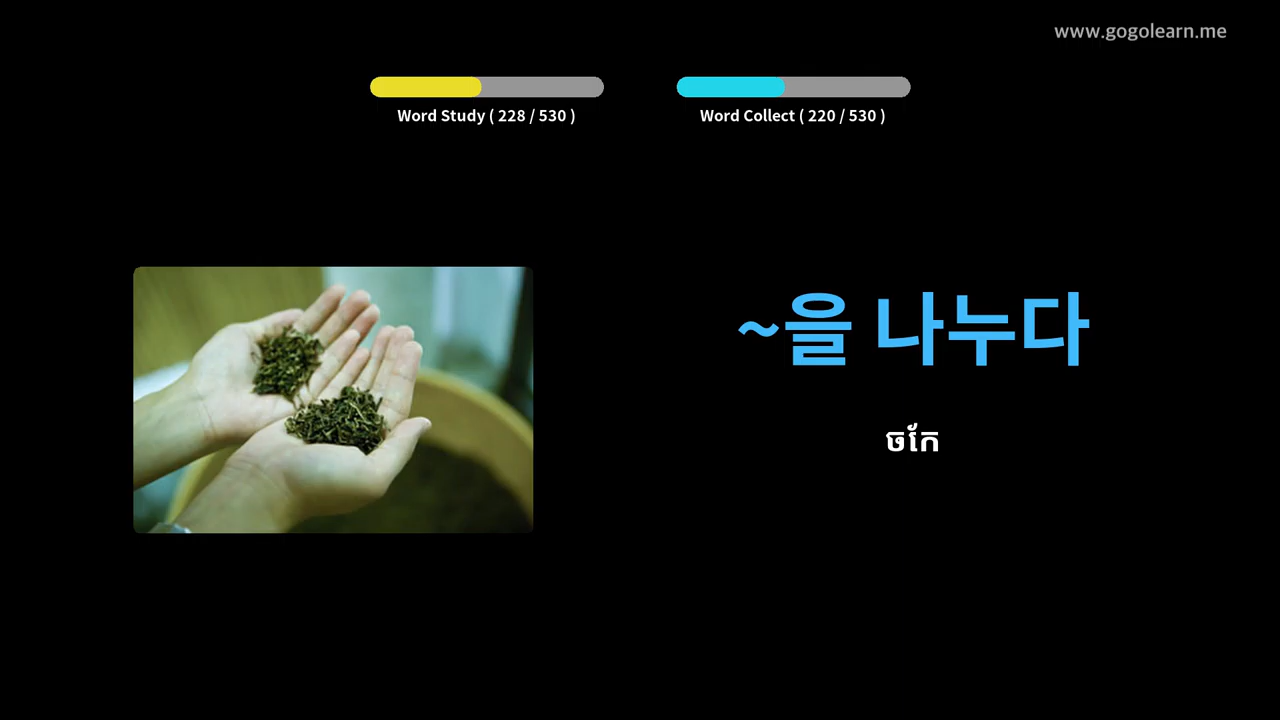 www.gogolearn.me
Word Study ( 228 / 530 )
Word Collect ( 220 / 530 )
~을 나누다
ចកែ